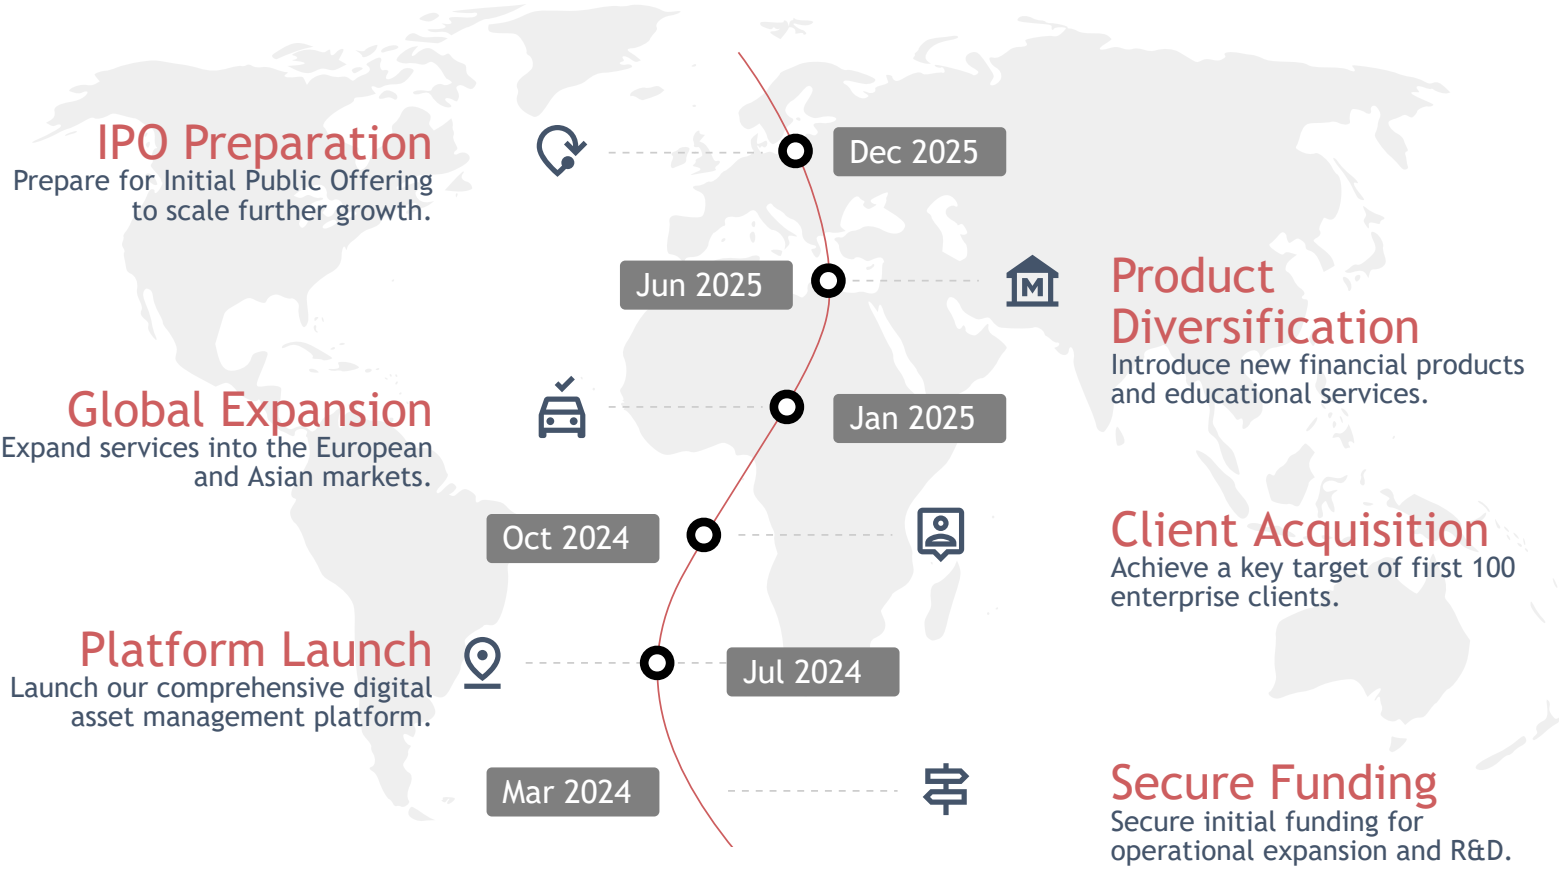 IPO Preparation
Prepare for Initial Public Offering
to scale further growth.
Dec 2025
Jun 2025
Product
Diversification
Introduce new financial products
and educational services.
Global Expansion
Expand services into the European
and Asian markets.
Jan 2025
Oct 2024
Client Acquisition
Achieve a key target of first 100
enterprise clients.
Platform Launch
Launch our comprehensive digital
asset management platform.
Jul 2024
Mar 2024
Secure Funding
Secure initial funding for
operational expansion and R&D.